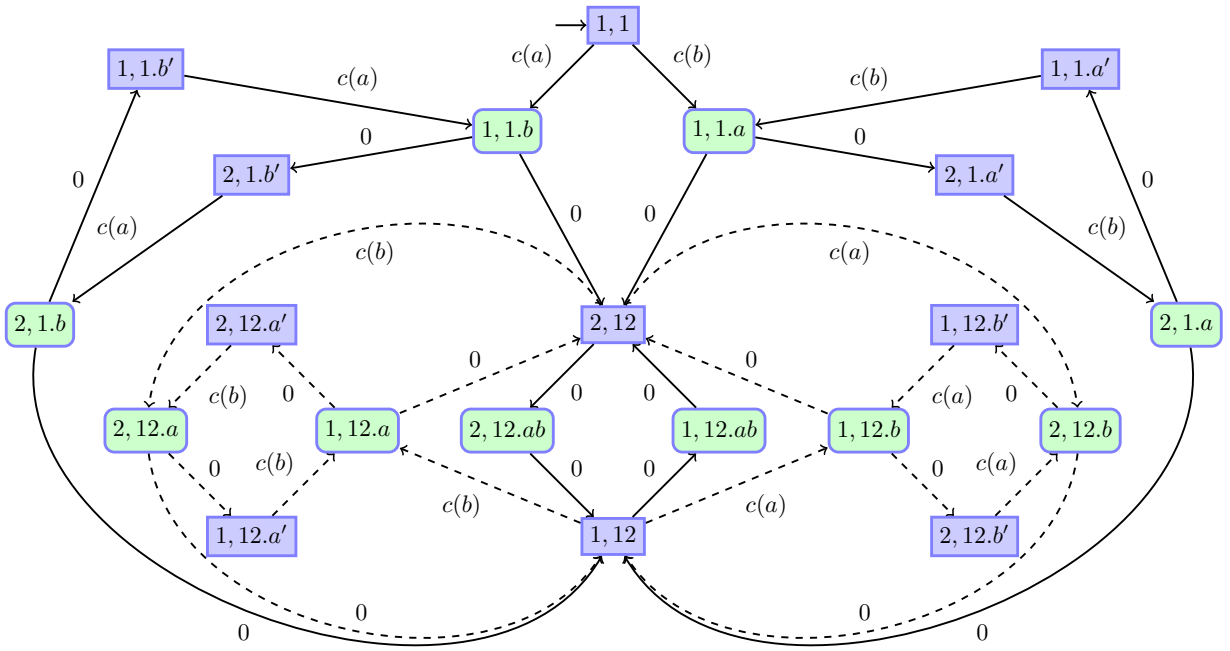 1, 1
c(a)
c(b)
1, 1.b′
c(a)
c(b)
1, 1.a′
1, 1.b
1, 1.a
0
0
2, 1.b′
2, 1.a′
0
0
c(a)
0
0
c(b)
c(b)
c(a)
2, 1.b
2, 12.a′
2, 12
1, 12.b′
2, 1.a
0
0
c(b)
0
0
0
c(a)
0
2, 12.a
1, 12.a
2, 12.ab
1, 12.ab
1, 12.b
2, 12.b
0
c(b)
0
0
0
c(a)
c(b)
c(a)
1, 12.a′
1, 12
2, 12.b′
0
0
0
0